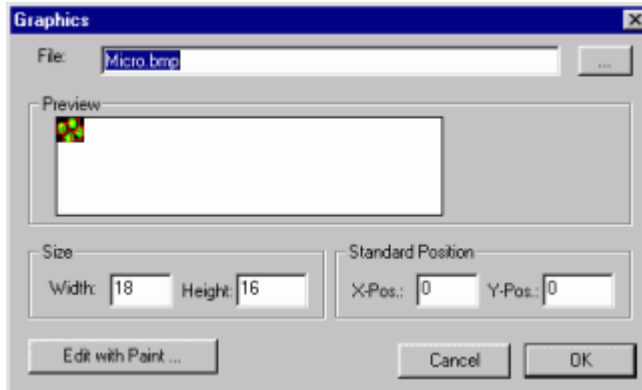 Graphics
File: Micro.bmp ...
Preview
Size Standard Position
Width: 18 Height: 16 X-Pos.: 0 Y-Pos.: 0
Edit with Paint ... Cancel OK